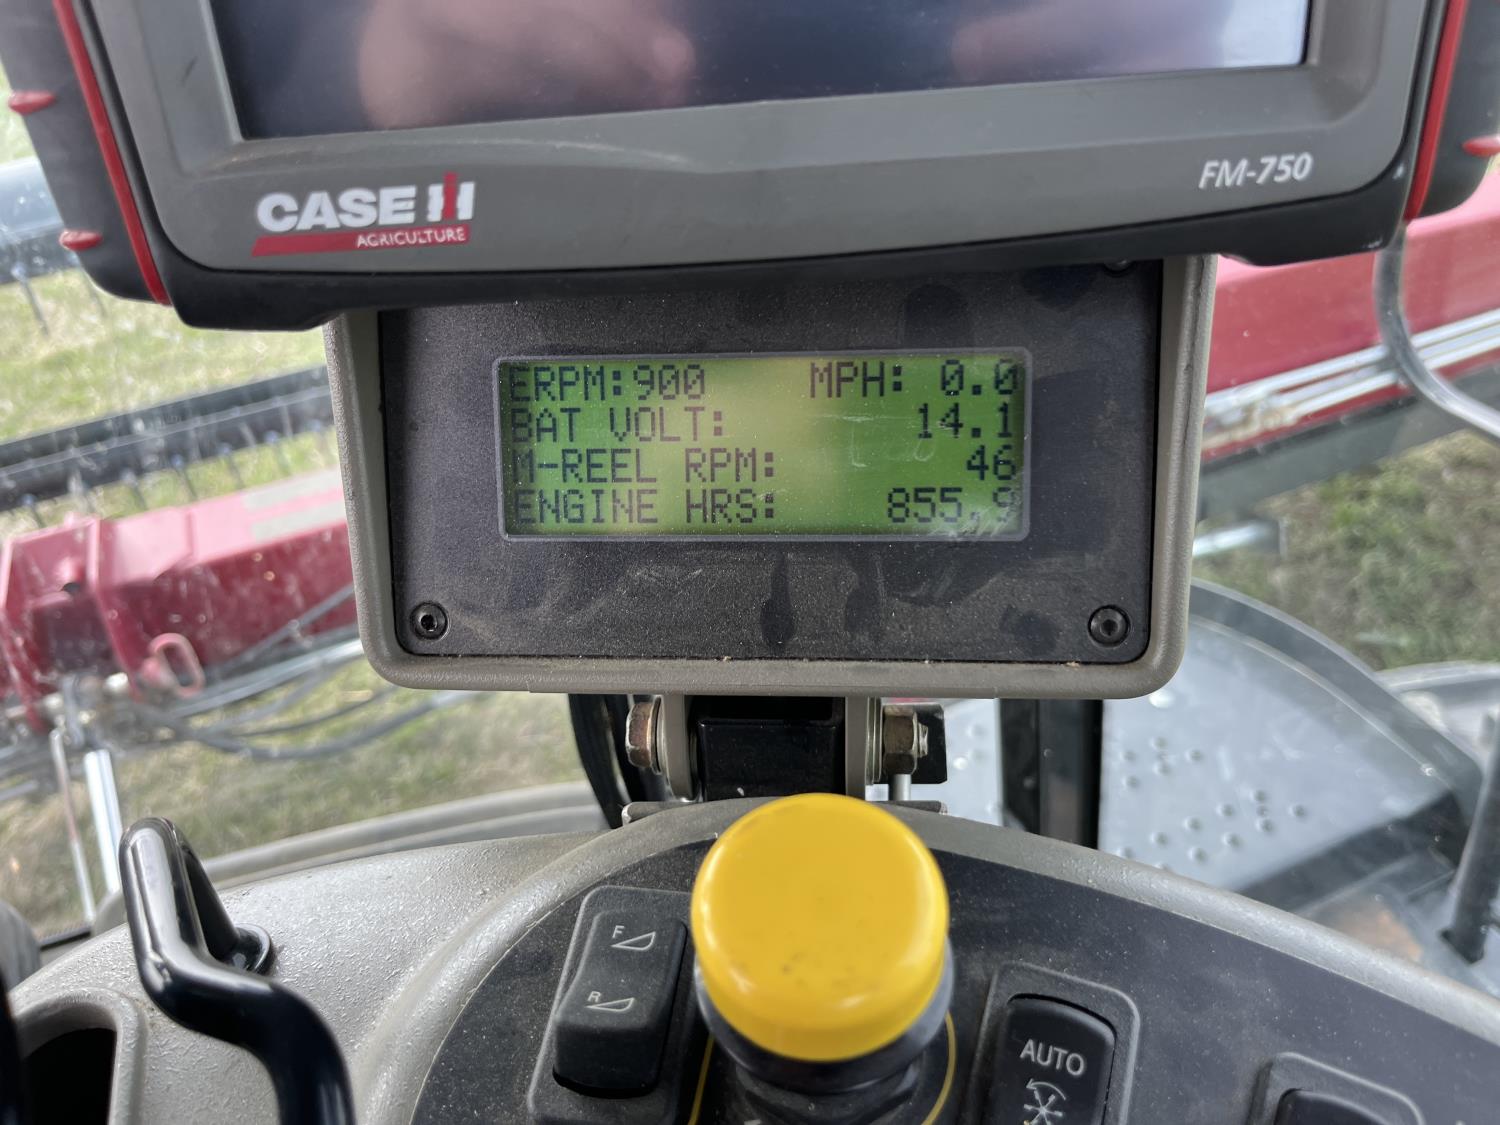 CASE IH
AGRICULTURE
FM-750
ERPM:900 MPH: 0.0
BAT VOLT: 14.1
M-REEL RPM: 46
ENGINE HRS: 855.9
F
R
AUTO